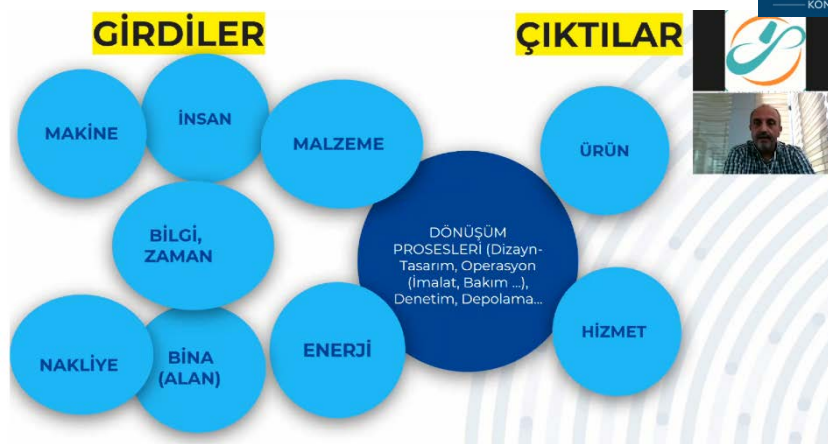 KON
GİRDİLER
ÇIKTILAR
MAKİNE
İNSAN
MALZEME
BİLGİ,
ZAMAN
NAKLİYE
BİNA
(ALAN)
ENERJİ
DÖNÜŞÜM
PROSESLERİ (Dizayn-
Tasarım, Operasyon
(İmalat, Bakım ...),
Denetim, Depolama...
ÜRÜN
HİZMET